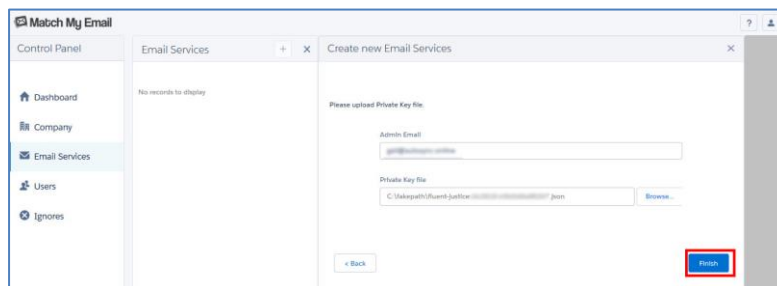 Match My Email
?
Control Panel
Email Services
+
×
Create new Email Services
×
Dashboard
Company
Email Services
Users
Ignores
No records to display
Please upload Private Key file.
Admin Email
Private Key file
C:\fakepath\fluent-justice .json
Browse...
< Back
Finish